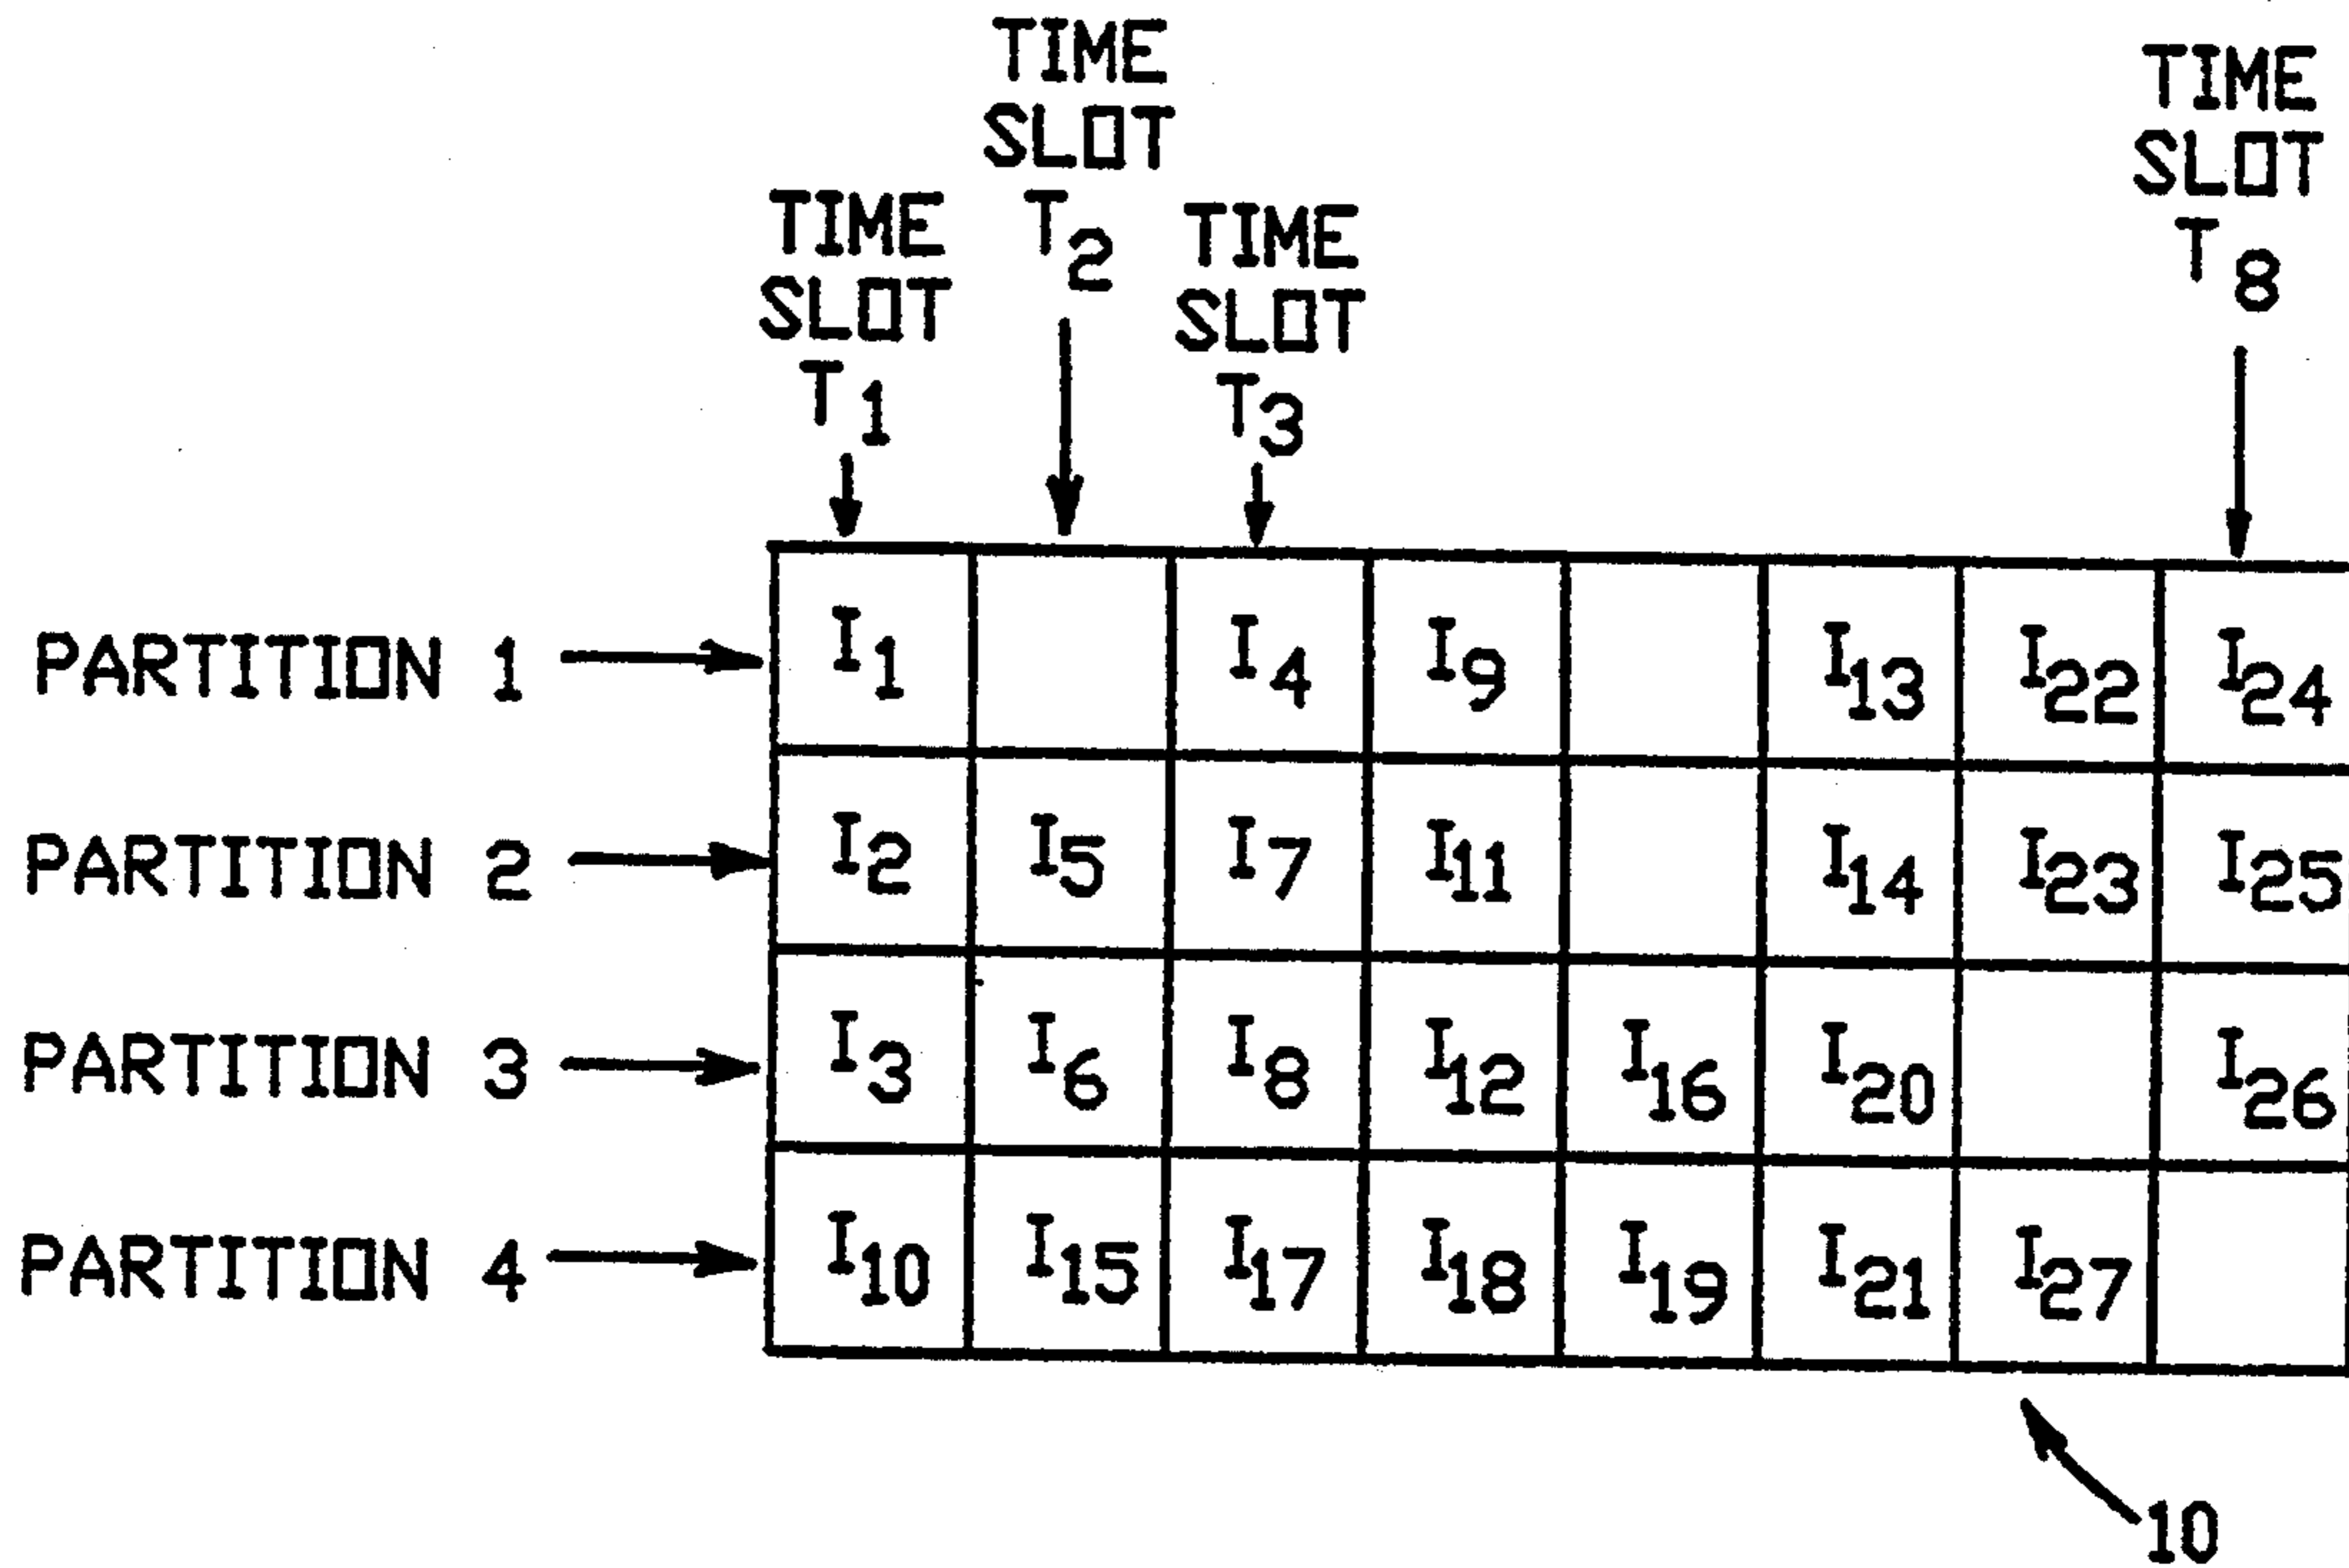 TIME
SLOT
T2
TIME
SLOT
T8
TIME
SLOT
T1
TIME
SLOT
T3
PARTITION 1 I1 I4 I9 I13 I22 I24
PARTITION 2 I2 I5 I7 I11 I14 I23 I25
PARTITION 3 I3 I6 I8 I12 I16 I20 I26
PARTITION 4 I10 I15 I17 I18 I19 I21 I27
10